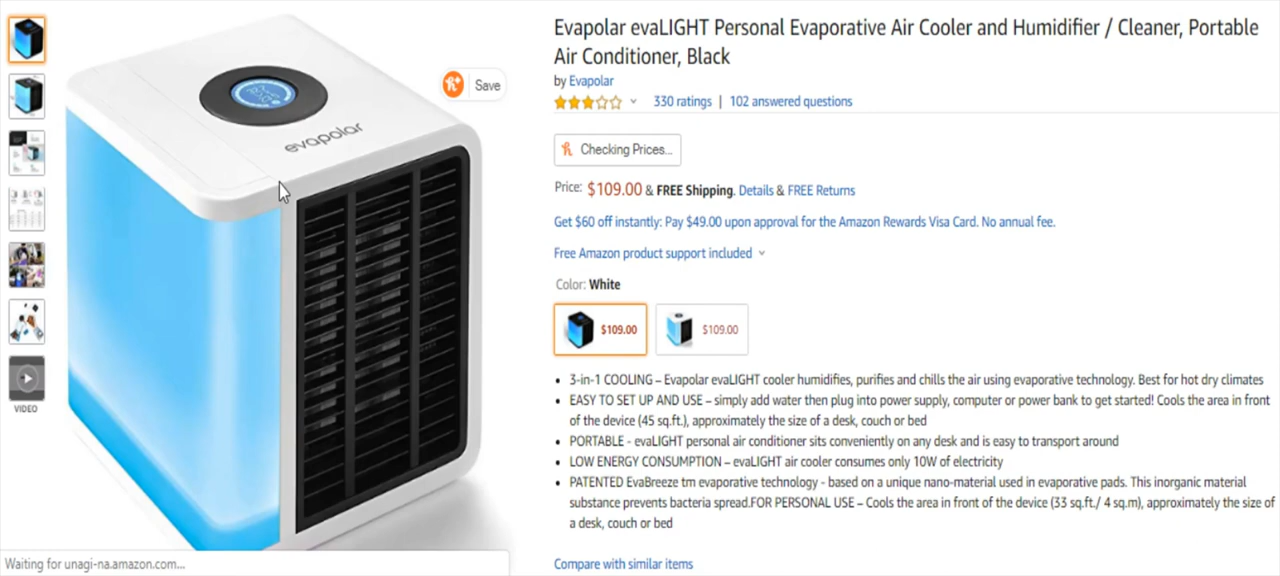 Evapolar evaLIGHT Personal Evaporative Air Cooler and Humidifier / Cleaner, Portable
Air Conditioner, Black
by Evapolar
330 ratings | 102 answered questions
Save
evapolar
Checking Prices...
Price: $109.00 & FREE Shipping. Details & FREE Returns
Get $60 off instantly: Pay $49.00 upon approval for the Amazon Rewards Visa Card. No annual fee.
Free Amazon product support included
Color: White
$109.00
$109.00
VIDEO
• 3-in-1 COOLING – Evapolar evaLIGHT cooler humidifies, purifies and chills the air using evaporative technology. Best for hot dry climates
• EASY TO SET UP AND USE – simply add water then plug into power supply, computer or power bank to get started! Cools the area in front
of the device (45 sq.ft.), approximately the size of a desk, couch or bed
• PORTABLE - evaLIGHT personal air conditioner sits conveniently on any desk and is easy to transport around
• LOW ENERGY CONSUMPTION – evaLIGHT air cooler consumes only 10W of electricity
• PATENTED EvaBreeze tm evaporative technology - based on a unique nano-material used in evaporative pads. This inorganic material
substance prevents bacteria spread.FOR PERSONAL USE – Cools the area in front of the device (33 sq.ft./ 4 sq.m), approximately the size of
a desk, couch or bed
Compare with similar items
Waiting for unagi-na.amazon.com...